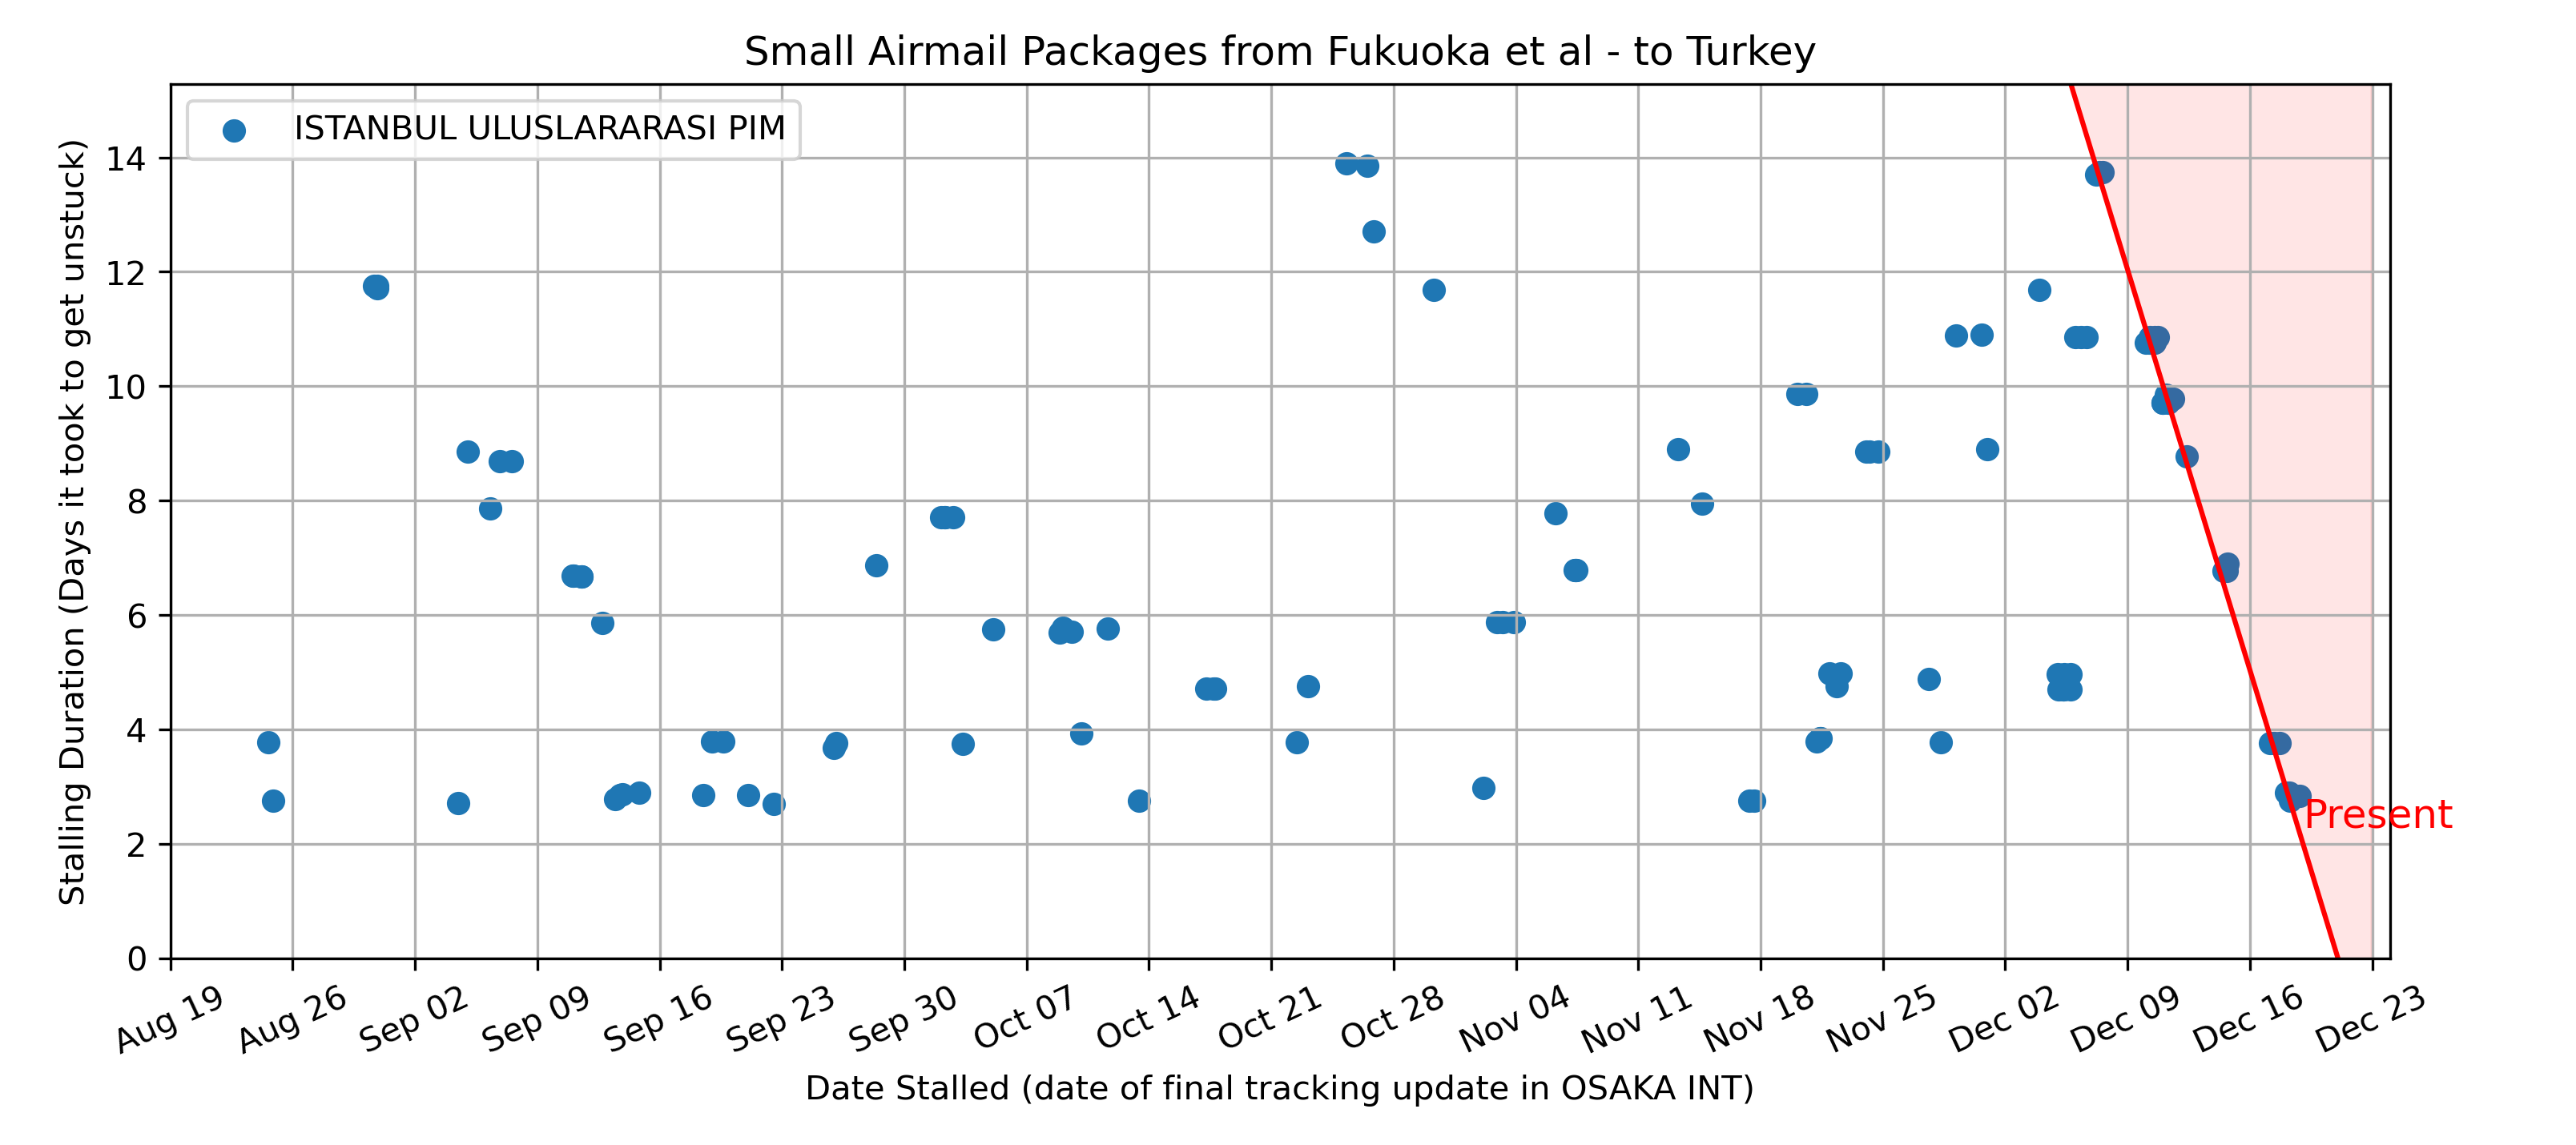 Small Airmail Packages from Fukuoka et al - to Turkey
ISTANBUL ULUSLARARASI PIM
Stalling Duration (Days it took to get unstuck)
14
12
10
8
6
4
2
0
Present
Aug 19
Aug 26
Sep 02
Sep 09
Sep 16
Sep 23
Sep 30
Oct 07
Oct 14
Oct 21
Oct 28
Nov 04
Nov 11
Nov 18
Nov 25
Dec 02
Dec 09
Dec 16
Dec 23
Date Stalled (date of final tracking update in OSAKA INT)